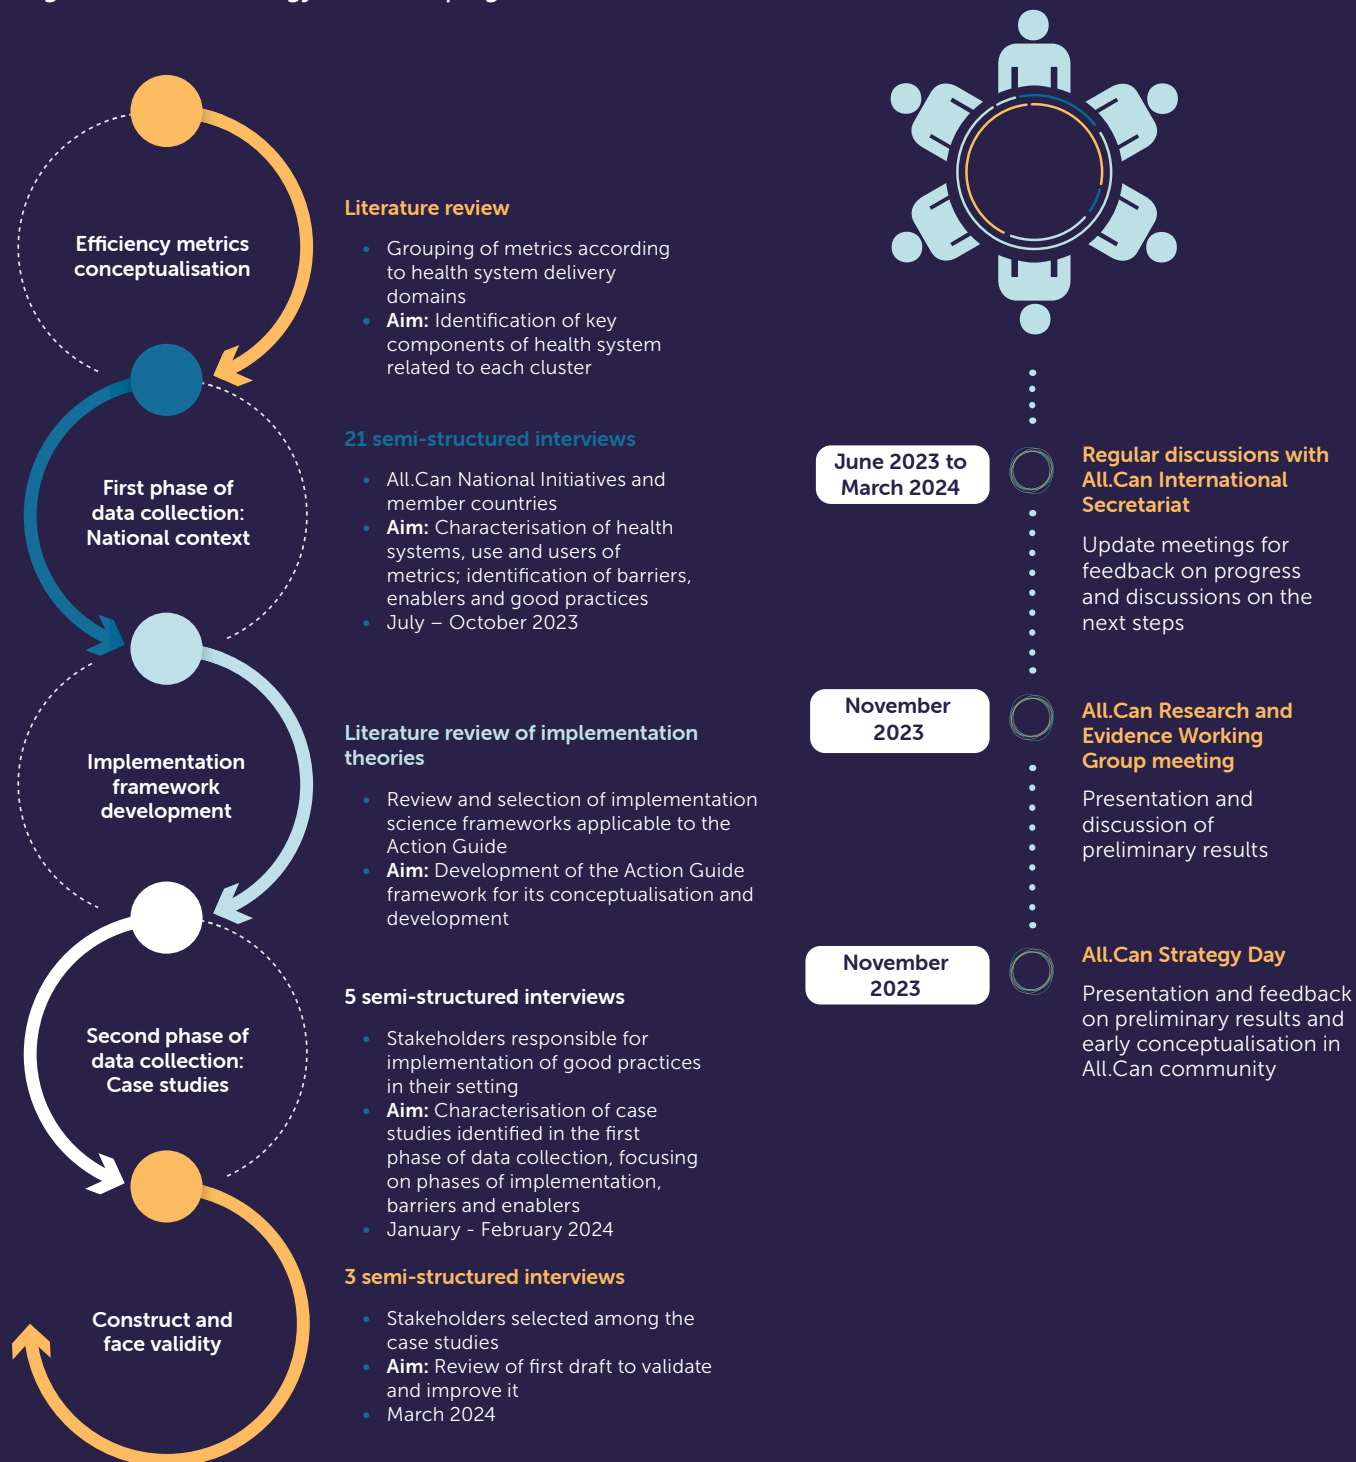 Efficiency metrics
conceptualisation
Literature review
• Grouping of metrics according
to health system delivery
domains
• Aim: Identification of key
components of health system
related to each cluster
First phase of
data collection:
National context
21 semi-structured interviews
• All.Can National Initiatives and
member countries
• Aim: Characterisation of health
systems, use and users of
metrics; identification of barriers,
enablers and good practices
• July – October 2023
Implementation
framework
development
Literature review of implementation
theories
• Review and selection of implementation
science frameworks applicable to the
Action Guide
• Aim: Development of the Action Guide
framework for its conceptualisation and
development
Second phase of
data collection:
Case studies
5 semi-structured interviews
• Stakeholders responsible for
implementation of good practices
in their setting
• Aim: Characterisation of case
studies identified in the first
phase of data collection, focusing
on phases of implementation,
barriers and enablers
• January - February 2024
Construct and
face validity
3 semi-structured interviews
• Stakeholders selected among the
case studies
• Aim: Review of first draft to validate
and improve it
• March 2024
June 2023 to
March 2024
Regular discussions with
All.Can International
Secretariat
Update meetings for
feedback on progress
and discussions on the
next steps
November
2023
All.Can Research and
Evidence Working
Group meeting
Presentation and
discussion of
preliminary results
November
2023
All.Can Strategy Day
Presentation and feedback
on preliminary results and
early conceptualisation in
All.Can community